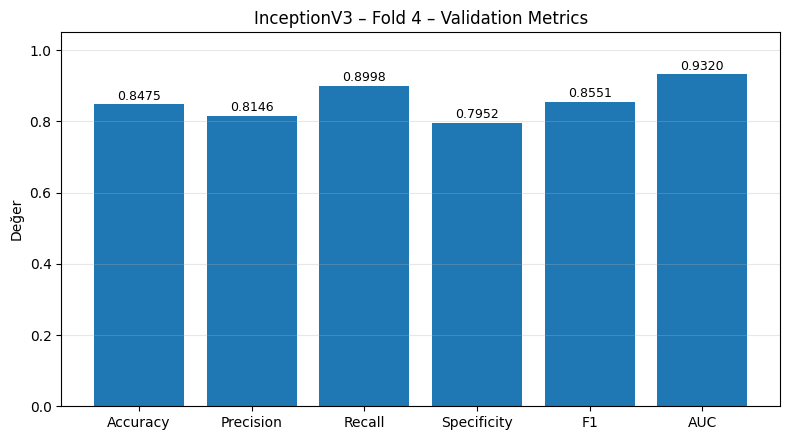 InceptionV3 – Fold 4 – Validation Metrics
Değer
1.0
0.8
0.6
0.4
0.2
0.0
0.8475
0.8146
0.8998
0.7952
0.8551
0.9320
Accuracy
Precision
Recall
Specificity
F1
AUC